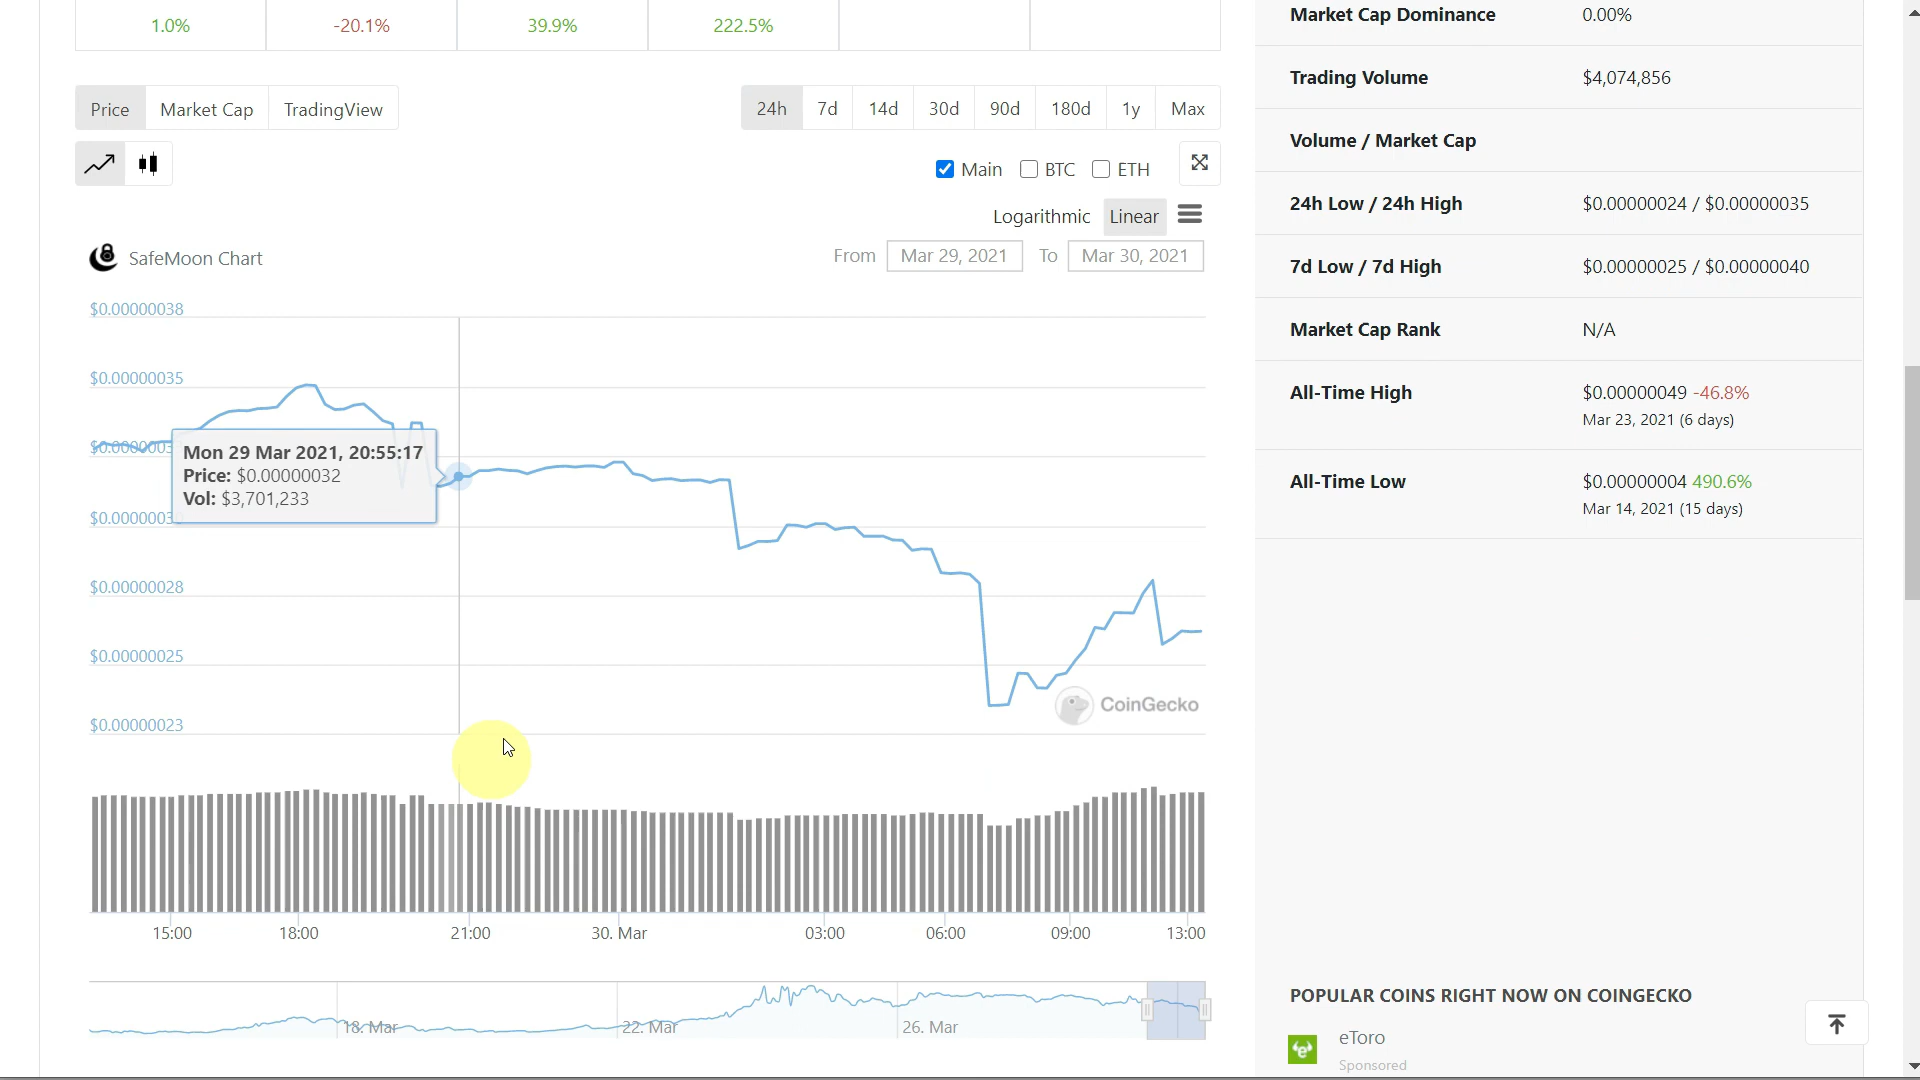 1.0% -20.1% 39.9% 222.5%
Price Market Cap TradingView
24h 7d 14d 30d 90d 180d 1y Max
Main BTC ETH
Logarithmic Linear
SafeMoon Chart
From Mar 29, 2021 To Mar 30, 2021
$0.00000038
$0.00000035
Mon 29 Mar 2021, 20:55:17
Price: $0.00000032
Vol: $3,701,233
$0.00000028
$0.00000025
$0.00000023
CoinGecko
15:00 18:00 21:00 30. Mar 03:00 06:00 09:00 13:00
18. Mar 22. Mar 26. Mar
Market Cap Dominance 0.00%
Trading Volume $4,074,856
Volume / Market Cap
24h Low / 24h High $0.00000024 / $0.00000035
7d Low / 7d High $0.00000025 / $0.00000040
Market Cap Rank N/A
All-Time High $0.00000049 -46.8%
Mar 23, 2021 (6 days)
All-Time Low $0.00000004 490.6%
Mar 14, 2021 (15 days)
POPULAR COINS RIGHT NOW ON COINGECKO
eToro
Sponsored